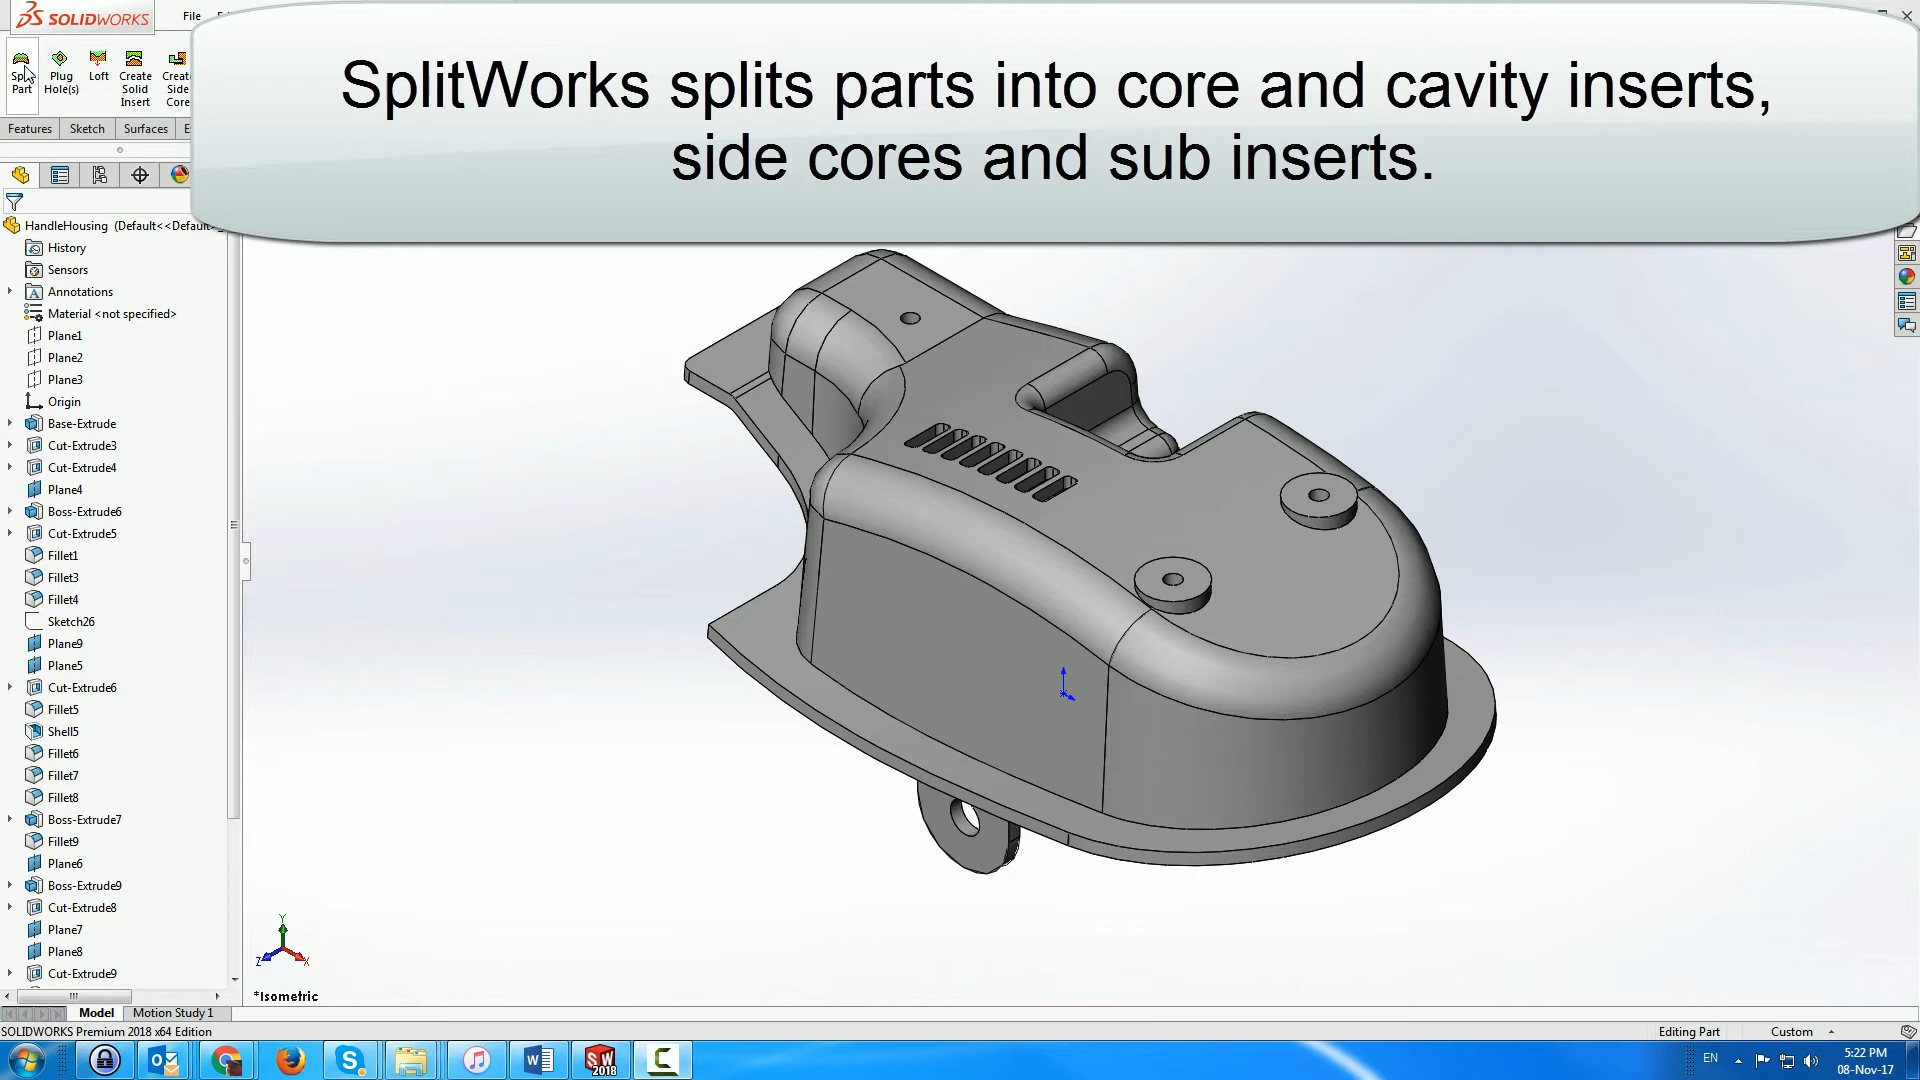 SOLIDWORKS
File
SplitWorks splits parts into core and cavity inserts,
side cores and sub inserts.
Split Part
Plug Hole(s)
Loft
Create Solid Insert
Create Side Core
Features
Sketch
Surfaces
HandleHousing (Default<<Default
History
Sensors
Annotations
Material <not specified>
Plane1
Plane2
Plane3
Origin
Base-Extrude
Cut-Extrude3
Cut-Extrude4
Plane4
Boss-Extrude6
Cut-Extrude5
Fillet1
Fillet3
Fillet4
Sketch26
Plane9
Plane5
Cut-Extrude6
Fillet5
Shell5
Fillet6
Fillet7
Fillet8
Boss-Extrude7
Fillet9
Plane6
Boss-Extrude9
Cut-Extrude8
Plane7
Plane8
Cut-Extrude9
Y
Z
X
*Isometric
Model
Motion Study 1
SOLIDWORKS Premium 2018 x64 Edition
Editing Part
Custom
SW 2018
EN
5:22 PM
08-Nov-17